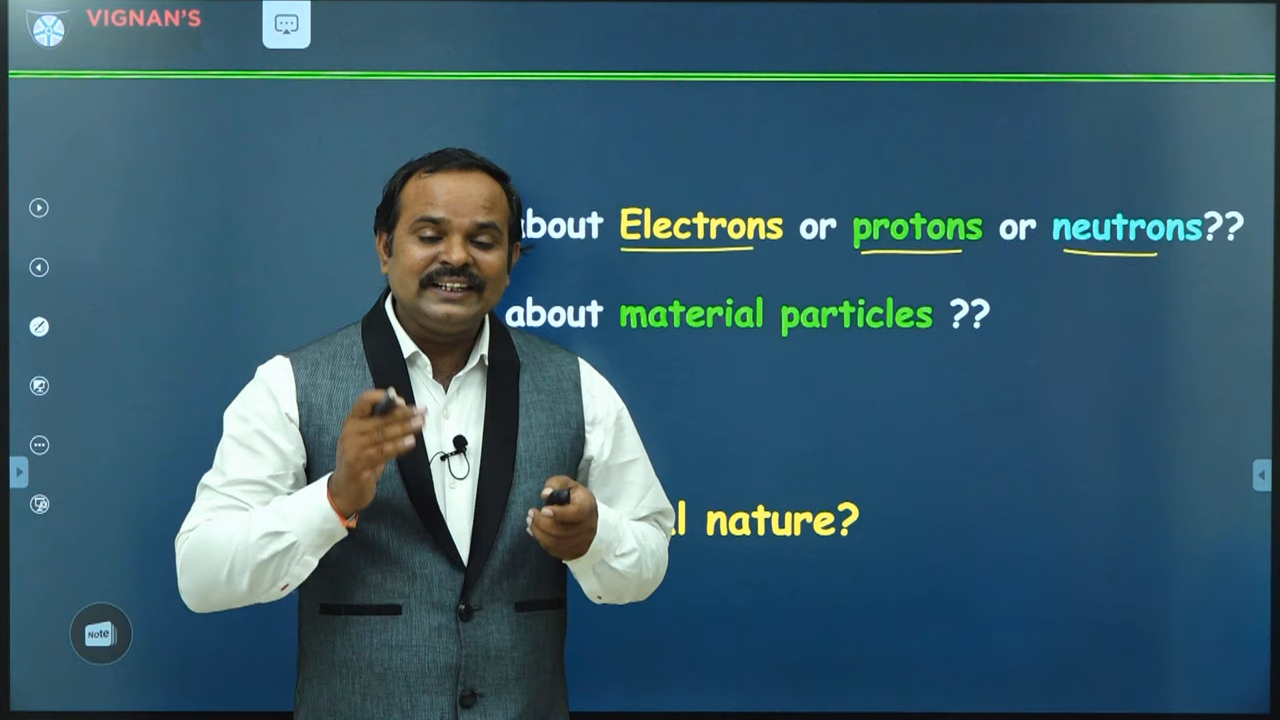 VIGNAN'S
about Electrons or protons or neutrons??
about material particles ??
nature?
Note